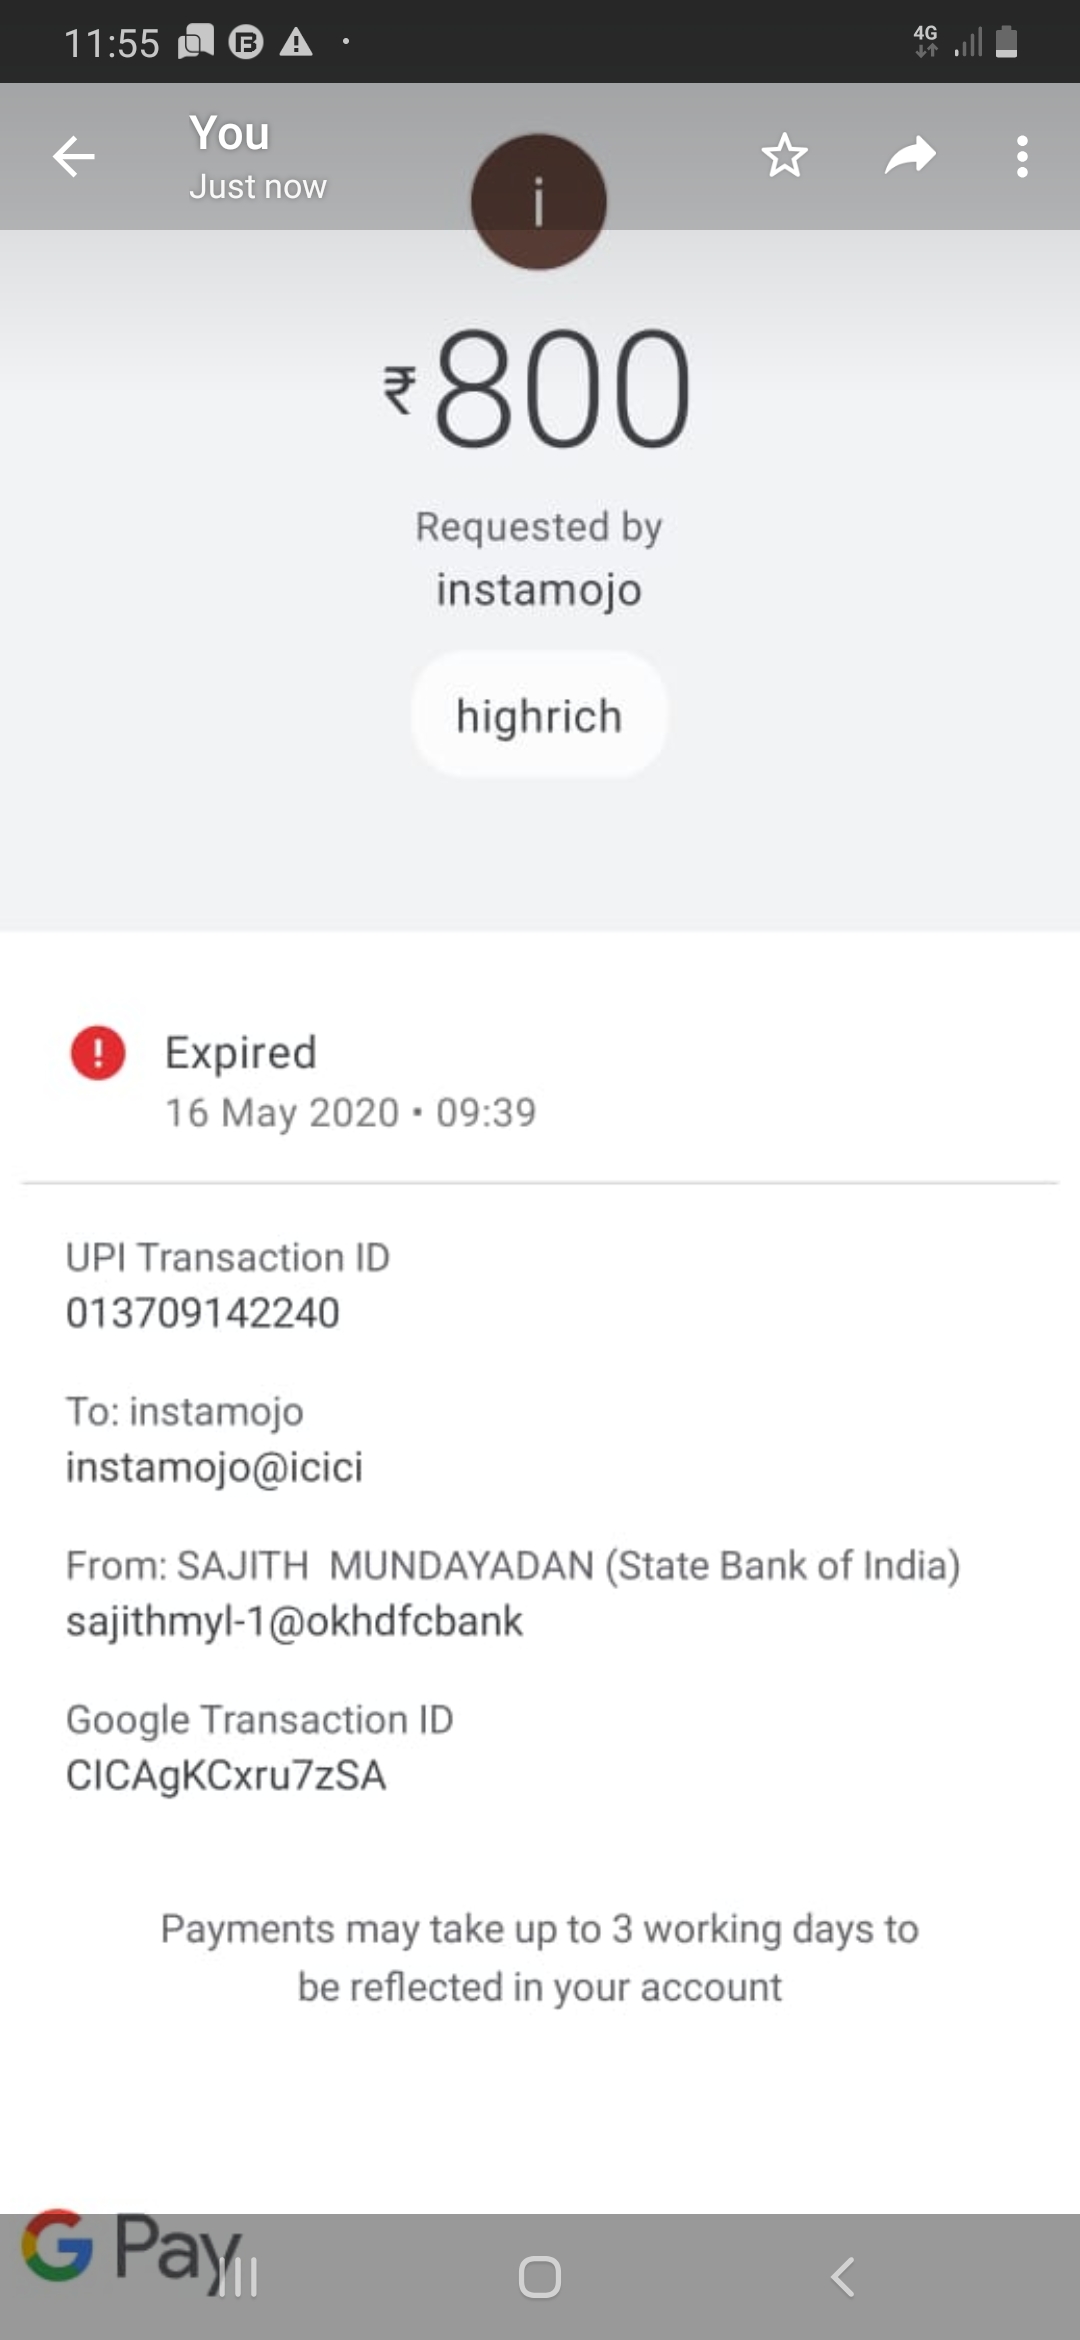 11:55
4G
You
Just now
i
₹800
Requested by
instamojo
highrich
Expired
16 May 2020 • 09:39
UPI Transaction ID
013709142240
To: instamojo
instamojo@icici
From: SAJITH MUNDAYADAN (State Bank of India)
sajithmyl-1@okhdfcbank
Google Transaction ID
CICAgKCxru7zSA
Payments may take up to 3 working days to
be reflected in your account
G Pay